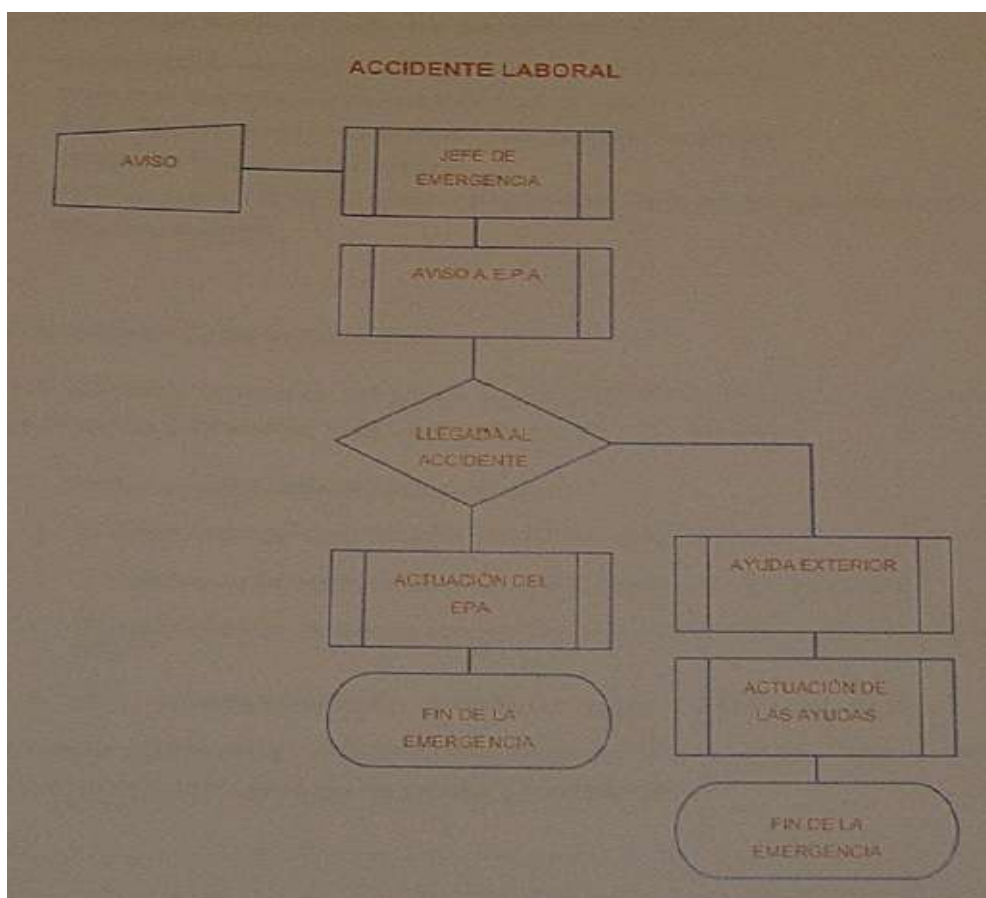 ACCIDENTE LABORAL
AVISO
JEFE DE
EMERGENCIA
AVISO A E.P.A
LLEGADA AL
ACCIDENTE
ACTUACIÓN DEL
EPA
AYUDA EXTERIOR
ACTUACIÓN DE
LAS AYUDAS
FIN DE LA
EMERGENCIA
FIN DE LA
EMERGENCIA